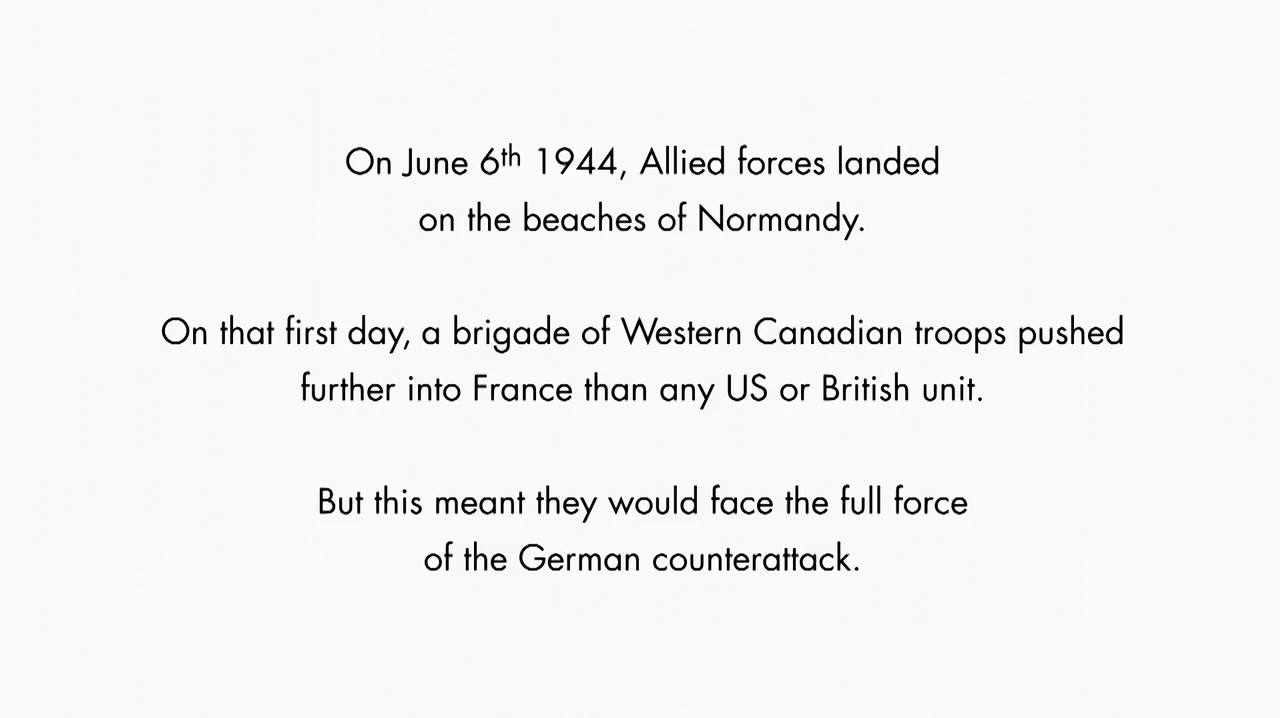 On June 6th 1944, Allied forces landed
on the beaches of Normandy.
On that first day, a brigade of Western Canadian troops pushed
further into France than any US or British unit.
But this meant they would face the full force
of the German counterattack.